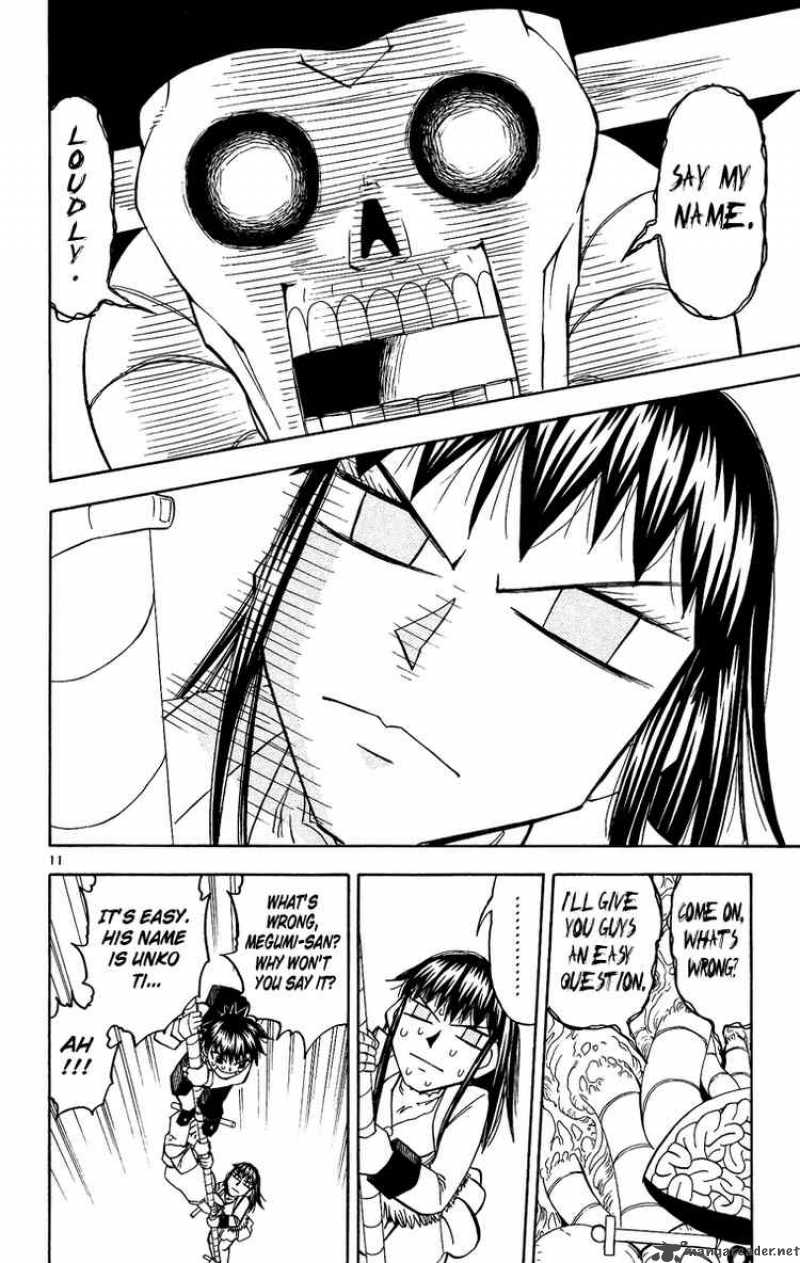 SAY MY
NAME.
LOUDLY.
11
COME ON,
WHAT'S
WRONG?
I'LL GIVE
YOU GUYS
AN EASY
QUESTION.
.........
WHAT'S
WRONG,
MEGUMI-SAN?
WHY WON'T
YOU SAY IT?
IT'S EASY.
HIS NAME
IS UNKO
TI...
AH
!!!
mangareader.net